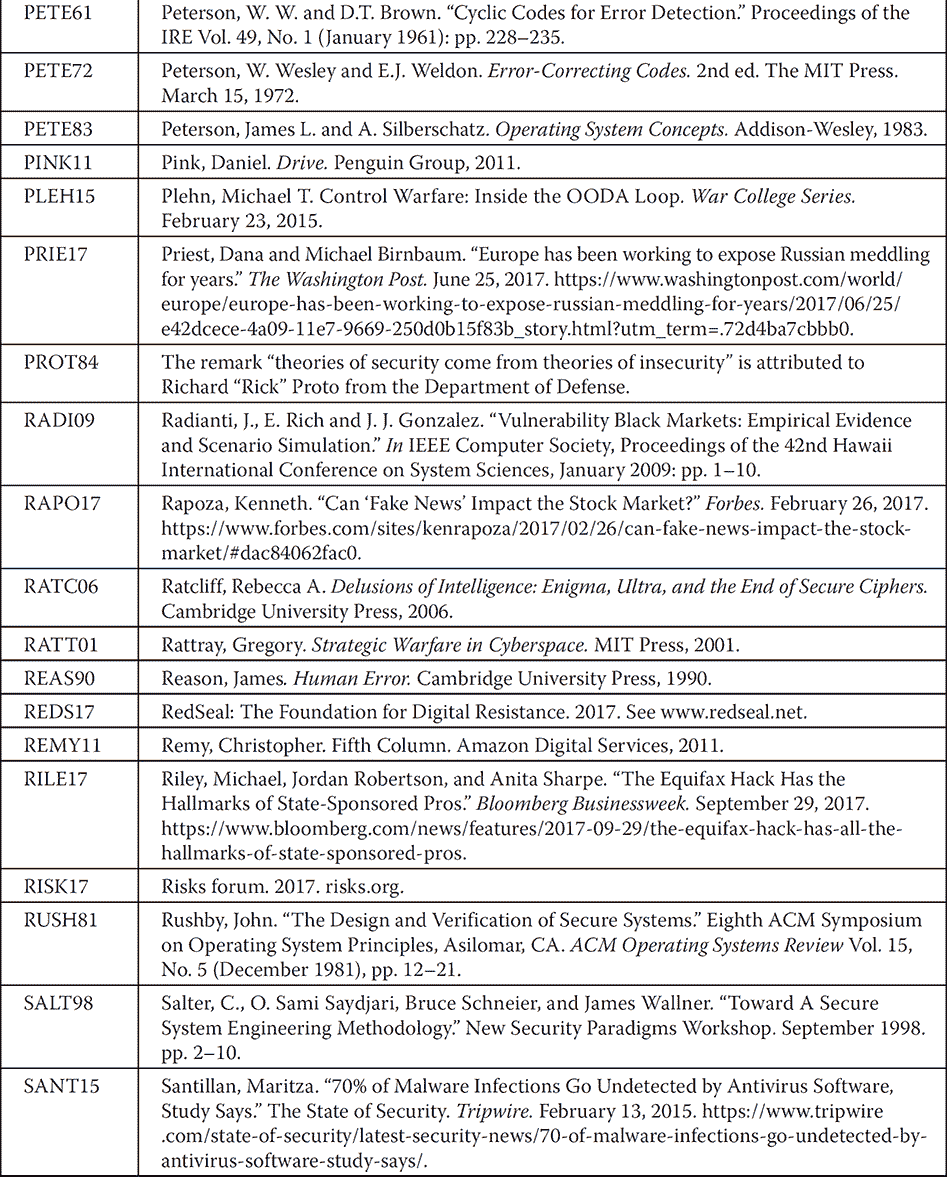 PETE61 Peterson, W. W. and D.T. Brown. “Cyclic Codes for Error Detection.” Proceedings of the
IRE Vol. 49, No. 1 (January 1961): pp. 228–235.
PETE72 Peterson, W. Wesley and E.J. Weldon. Error-Correcting Codes. 2nd ed. The MIT Press.
March 15, 1972.
PETE83 Peterson, James L. and A. Silberschatz. Operating System Concepts. Addison-Wesley, 1983.
PINK11 Pink, Daniel. Drive. Penguin Group, 2011.
PLEH15 Plehn, Michael T. Control Warfare: Inside the OODA Loop. War College Series.
February 23, 2015.
PRIE17 Priest, Dana and Michael Birnbaum. “Europe has been working to expose Russian meddling
for years.” The Washington Post. June 25, 2017. https://www.washingtonpost.com/world/
europe/europe-has-been-working-to-expose-russian-meddling-for-years/2017/06/25/
e42dcece-4a09-11e7-9669-250d0b15f83b_story.html?utm_term=.72d4ba7cbbb0.
PROT84 The remark “theories of security come from theories of insecurity” is attributed to
Richard “Rick” Proto from the Department of Defense.
RADI09 Radianti, J., E. Rich and J. J. Gonzalez. “Vulnerability Black Markets: Empirical Evidence
and Scenario Simulation.” In IEEE Computer Society, Proceedings of the 42nd Hawaii
International Conference on System Sciences, January 2009: pp. 1–10.
RAPO17 Rapoza, Kenneth. “Can ‘Fake News’ Impact the Stock Market?” Forbes. February 26, 2017.
https://www.forbes.com/sites/kenrapoza/2017/02/26/can-fake-news-impact-the-stock-
market/#dac84062fac0.
RATC06 Ratcliff, Rebecca A. Delusions of Intelligence: Enigma, Ultra, and the End of Secure Ciphers.
Cambridge University Press, 2006.
RATT01 Rattray, Gregory. Strategic Warfare in Cyberspace. MIT Press, 2001.
REAS90 Reason, James. Human Error. Cambridge University Press, 1990.
REDS17 RedSeal: The Foundation for Digital Resistance. 2017. See www.redseal.net.
REMY11 Remy, Christopher. Fifth Column. Amazon Digital Services, 2011.
RILE17 Riley, Michael, Jordan Robertson, and Anita Sharpe. “The Equifax Hack Has the
Hallmarks of State-Sponsored Pros.” Bloomberg Businessweek. September 29, 2017.
https://www.bloomberg.com/news/features/2017-09-29/the-equifax-hack-has-all-the-
hallmarks-of-state-sponsored-pros.
RISK17 Risks forum. 2017. risks.org.
RUSH81 Rushby, John. “The Design and Verification of Secure Systems.” Eighth ACM Symposium
on Operating System Principles, Asilomar, CA. ACM Operating Systems Review Vol. 15,
No. 5 (December 1981), pp. 12–21.
SALT98 Salter, C., O. Sami Saydjari, Bruce Schneier, and James Wallner. “Toward A Secure
System Engineering Methodology.” New Security Paradigms Workshop. September 1998.
pp. 2–10.
SANT15 Santillan, Maritza. “70% of Malware Infections Go Undetected by Antivirus Software,
Study Says.” The State of Security. Tripwire. February 13, 2015. https://www.tripwire
.com/state-of-security/latest-security-news/70-of-malware-infections-go-undetected-by-
antivirus-software-study-says/.